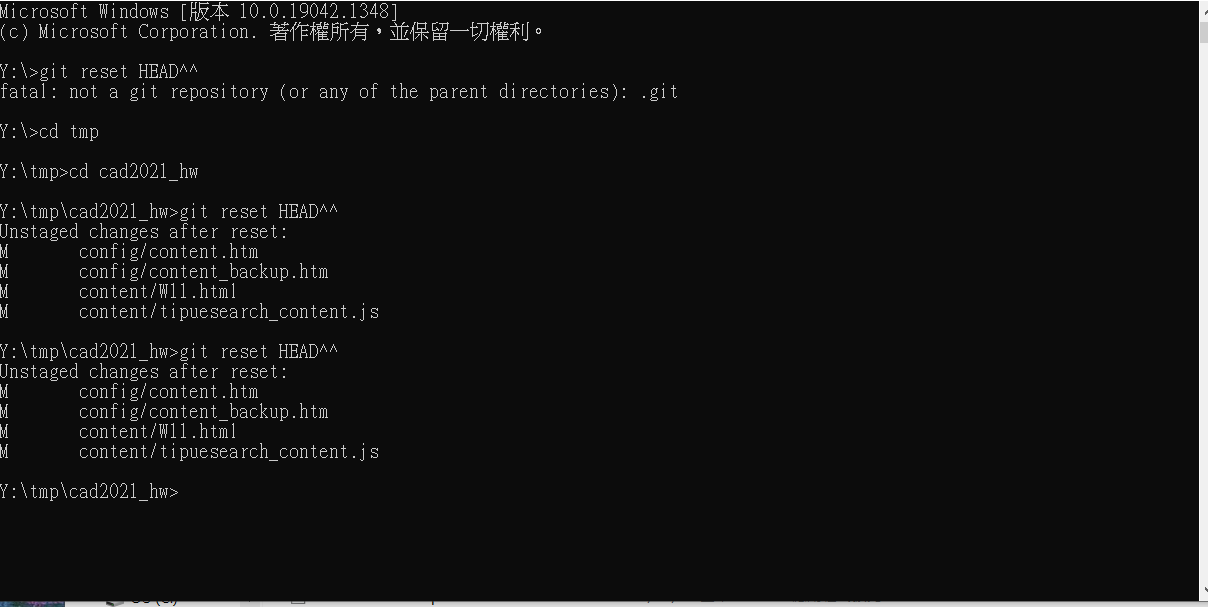 Microsoft Windows [版本 10.0.19042.1348]
(c) Microsoft Corporation. 著作權所有，並保留一切權利。
Y:\>git reset HEAD^^
fatal: not a git repository (or any of the parent directories): .git
Y:\>cd tmp
Y:\tmp>cd cad2021_hw
Y:\tmp\cad2021_hw>git reset HEAD^^
Unstaged changes after reset:
M       config/content.htm
M       config/content_backup.htm
M       content/W11.html
M       content/tipuesearch_content.js
Y:\tmp\cad2021_hw>git reset HEAD^^
Unstaged changes after reset:
M       config/content.htm
M       config/content_backup.htm
M       content/W11.html
M       content/tipuesearch_content.js
Y:\tmp\cad2021_hw>